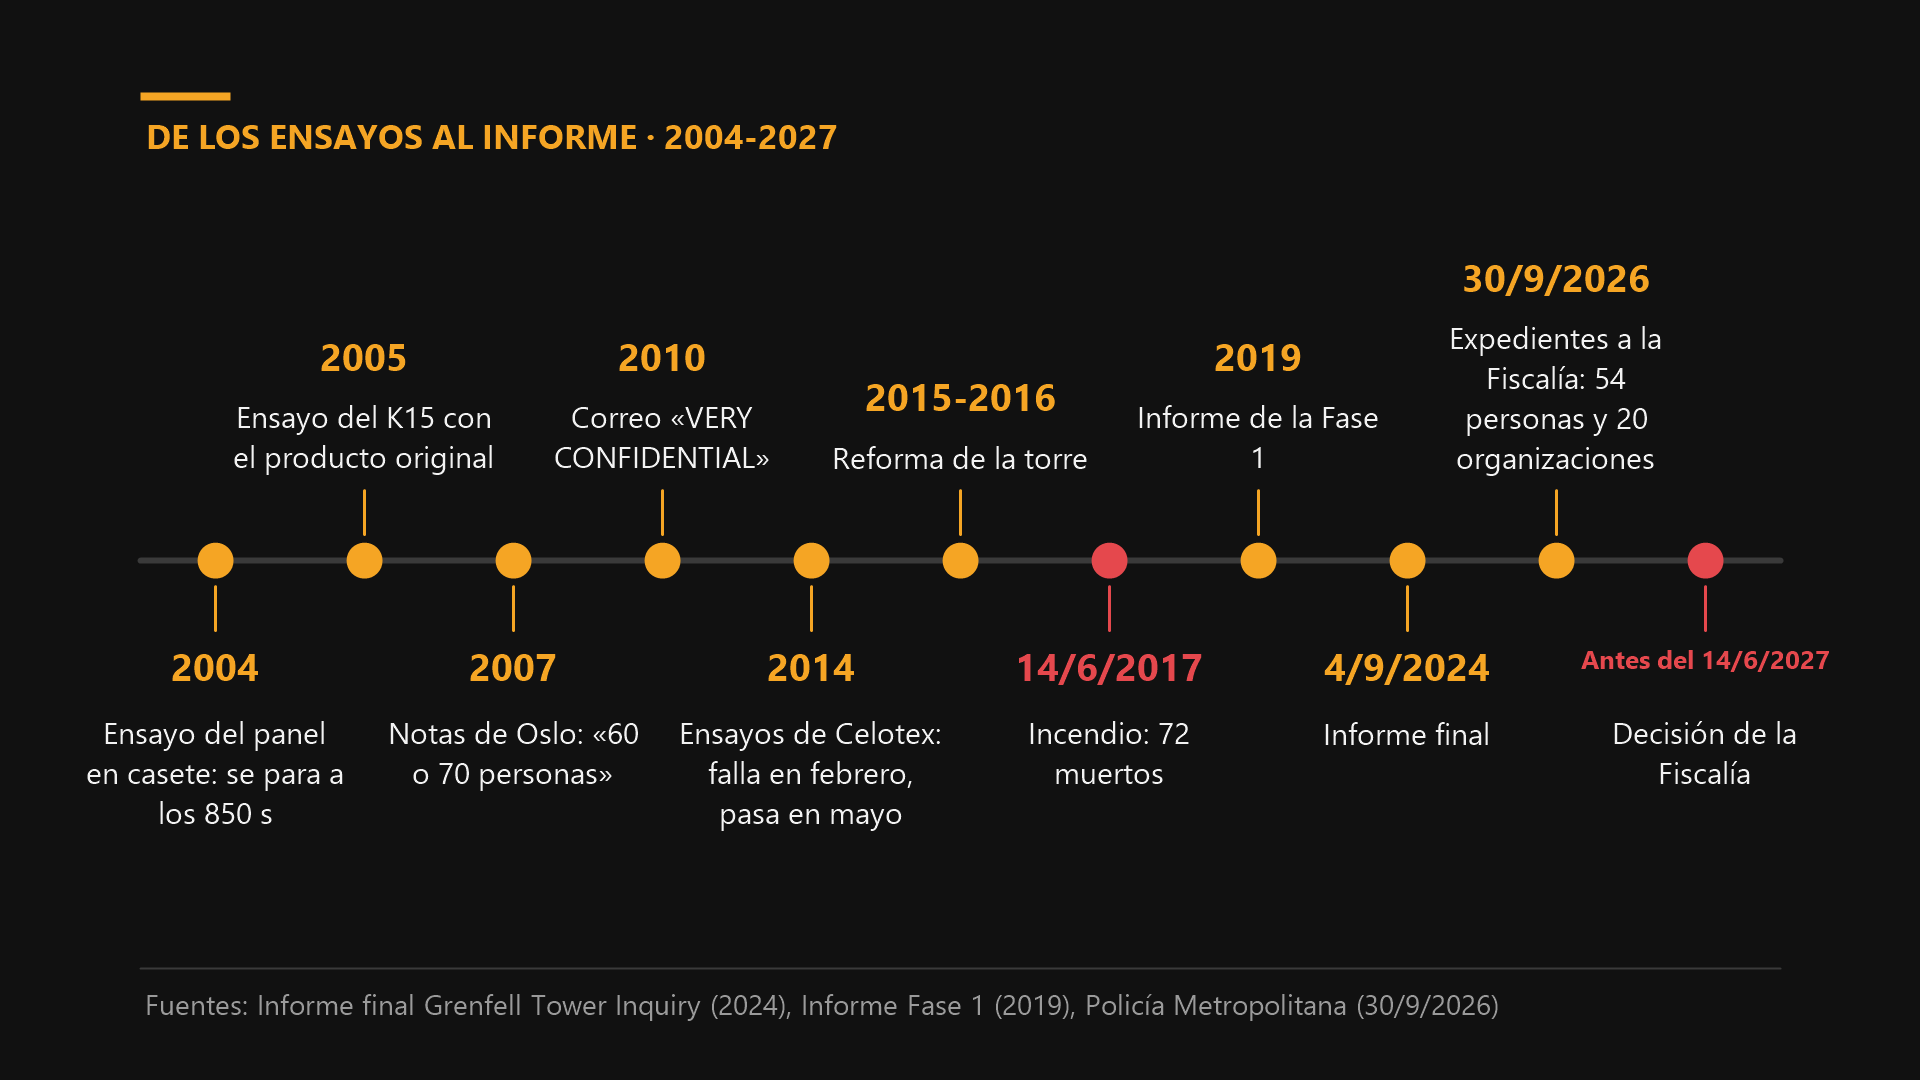 DE LOS ENSAYOS AL INFORME · 2004-2027
2004
Ensayo del panel
en casete: se para a
los 850 s
2005
Ensayo del K15 con
el producto original
2007
Notas de Oslo: «60
o 70 personas»
2010
Correo «VERY
CONFIDENTIAL»
2014
Ensayos de Celotex:
falla en febrero,
pasa en mayo
2015-2016
Reforma de la torre
14/6/2017
Incendio: 72
muertos
2019
Informe de la Fase
1
4/9/2024
Informe final
30/9/2026
Expedientes a la
Fiscalía: 54
personas y 20
organizaciones
Antes del 14/6/2027
Decisión de la
Fiscalía
Fuentes: Informe final Grenfell Tower Inquiry (2024), Informe Fase 1 (2019), Policía Metropolitana (30/9/2026)